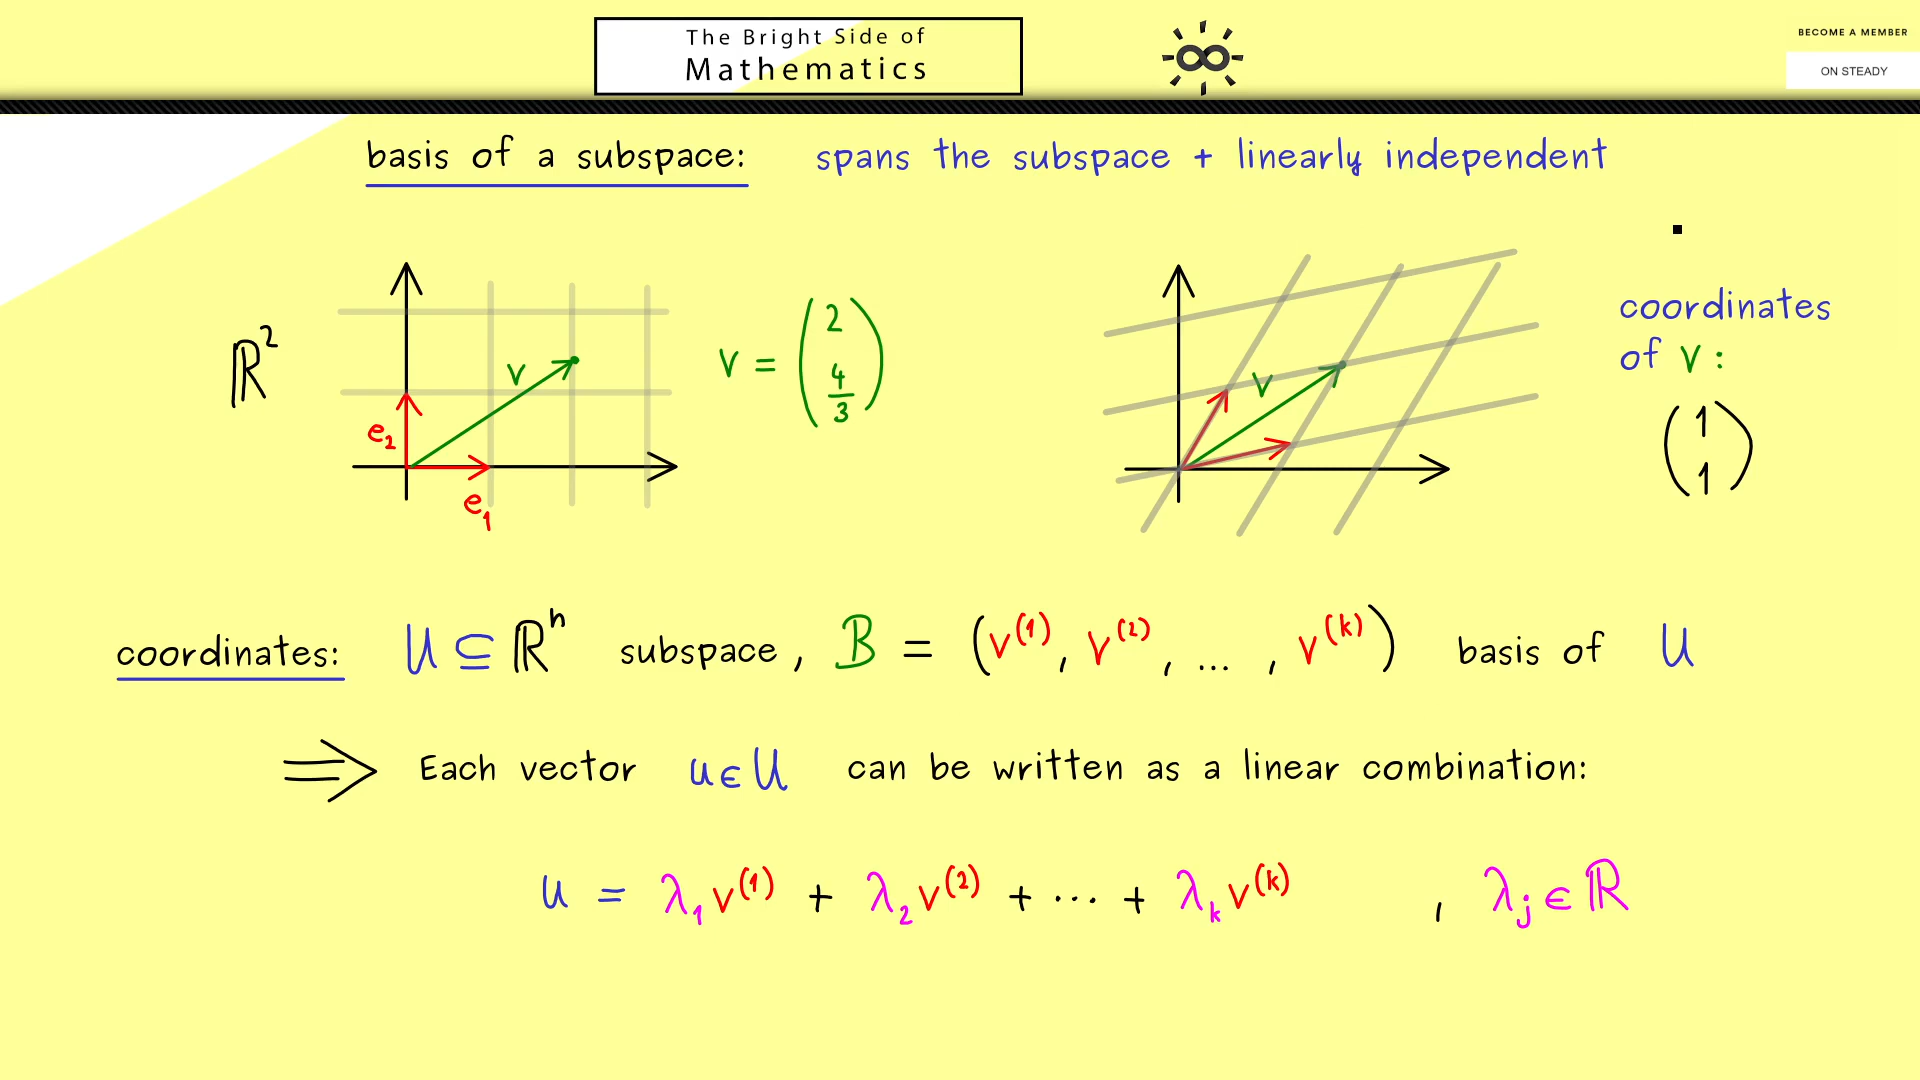 The Bright Side of
Mathematics
BECOME A MEMBER
ON STEADY
basis of a subspace: spans the subspace + linearly independent
ℝ²
e₂
e₁
v
v = (2, 4/3)
v
coordinates
of v:
(1, 1)
coordinates: U ⊆ ℝⁿ subspace, B = (v⁽¹⁾, v⁽²⁾, ..., v⁽ᵏ⁾) basis of U
⟹ Each vector u ∈ U can be written as a linear combination:
u = λ₁v⁽¹⁾ + λ₂v⁽²⁾ + ··· + λₖv⁽ᵏ⁾ , λⱼ ∈ ℝ